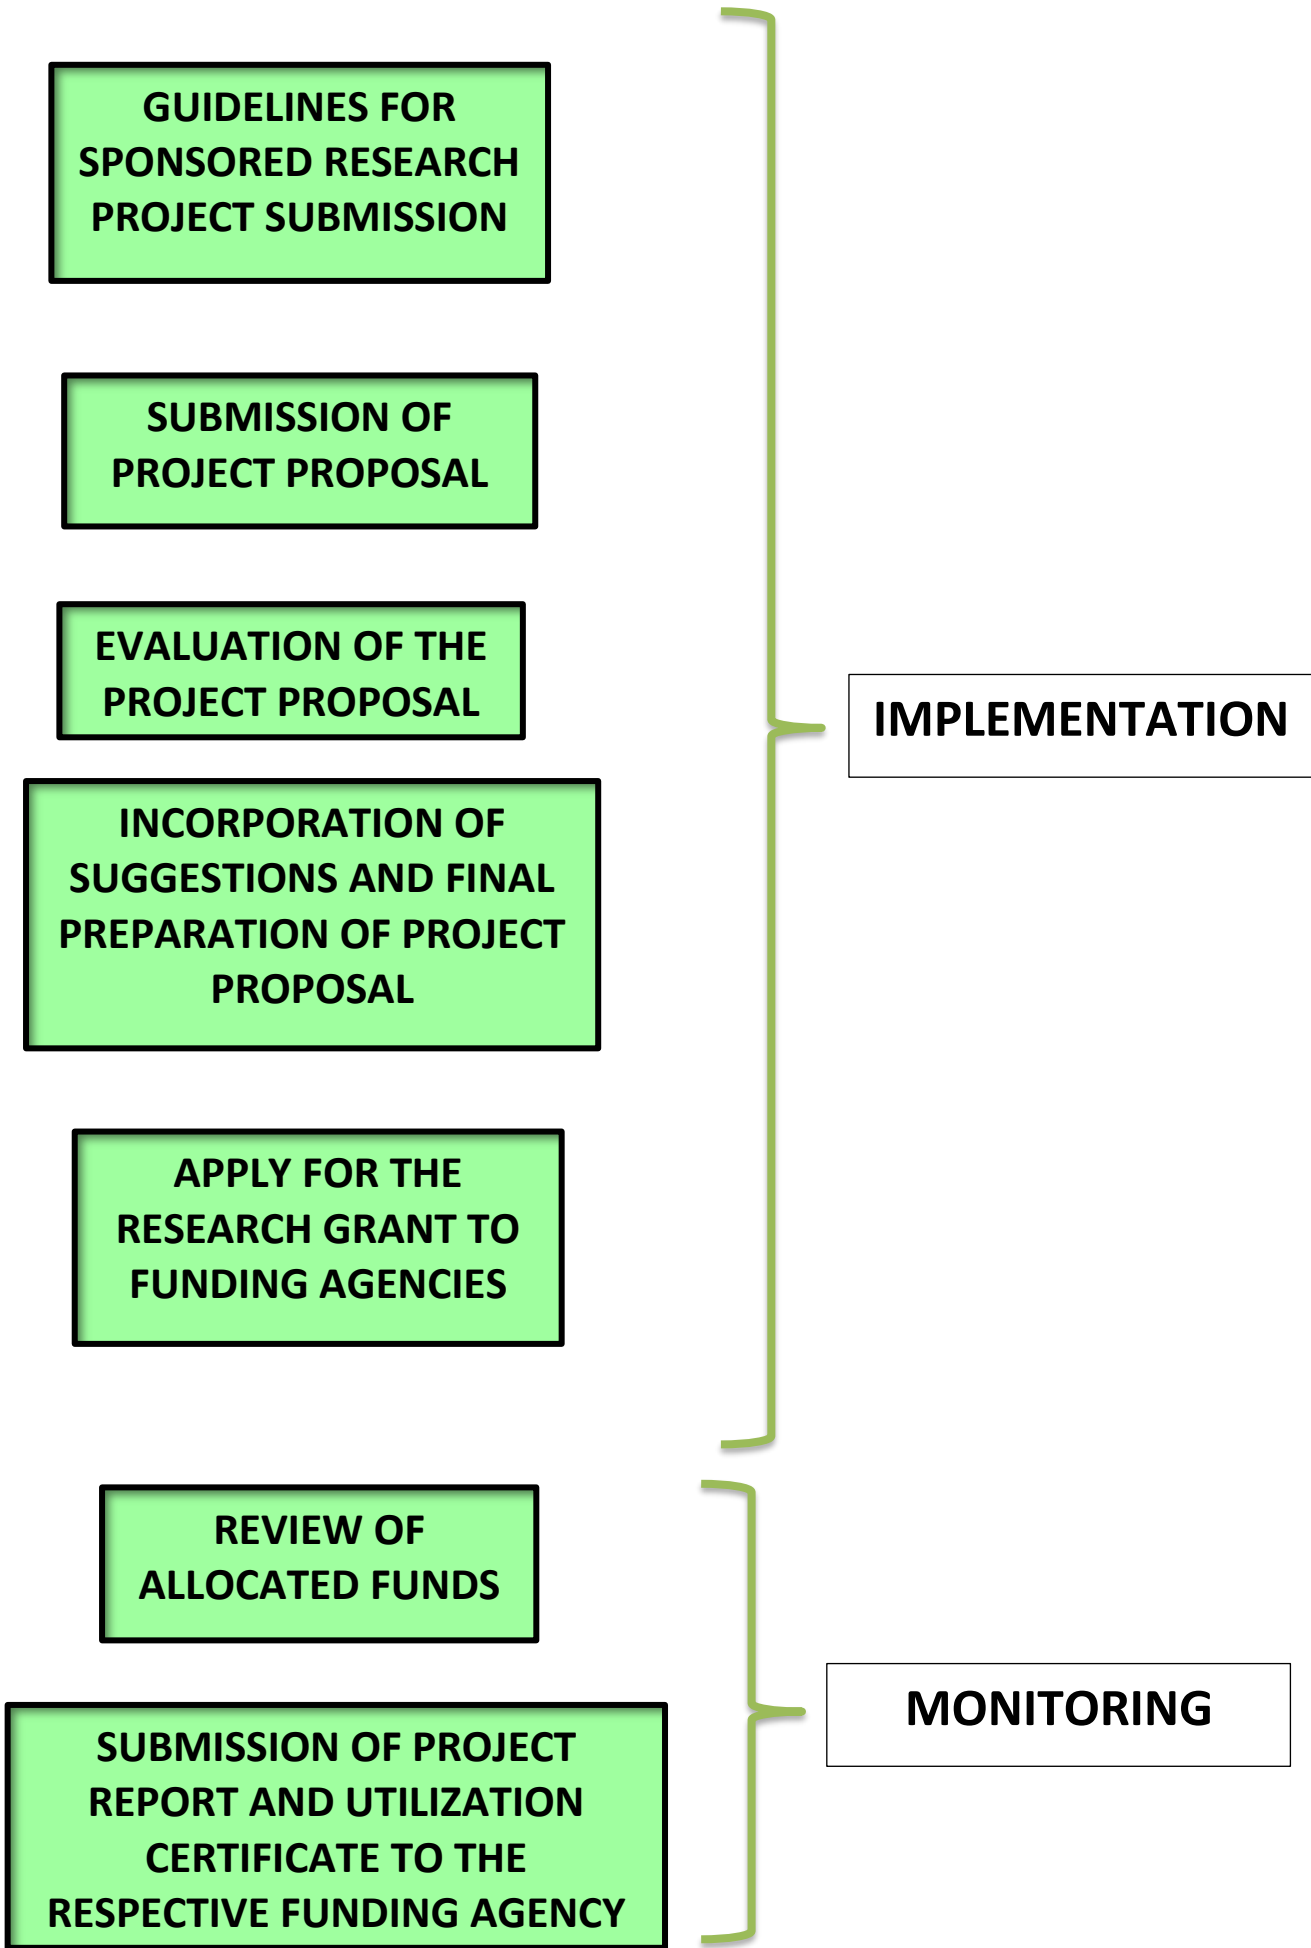 GUIDELINES FOR
SPONSORED RESEARCH
PROJECT SUBMISSION
SUBMISSION OF
PROJECT PROPOSAL
EVALUATION OF THE
PROJECT PROPOSAL
IMPLEMENTATION
INCORPORATION OF
SUGGESTIONS AND FINAL
PREPARATION OF PROJECT
PROPOSAL
APPLY FOR THE
RESEARCH GRANT TO
FUNDING AGENCIES
REVIEW OF
ALLOCATED FUNDS
MONITORING
SUBMISSION OF PROJECT
REPORT AND UTILIZATION
CERTIFICATE TO THE
RESPECTIVE FUNDING AGENCY